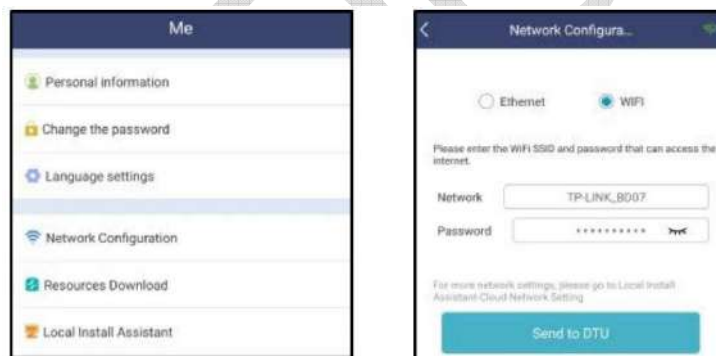 Me
Personal information
Change the password
Language settings
Network Configuration
Resources Download
Local Install Assistant
Network Configura...
Ethernet WIFI
Please enter the WiFi SSID and password that can access the
internet.
Network TP-LINK_BD07
Password **********
For more network settings, please go to Local Install
Assistant-Cloud Network Setting
Send to DTU